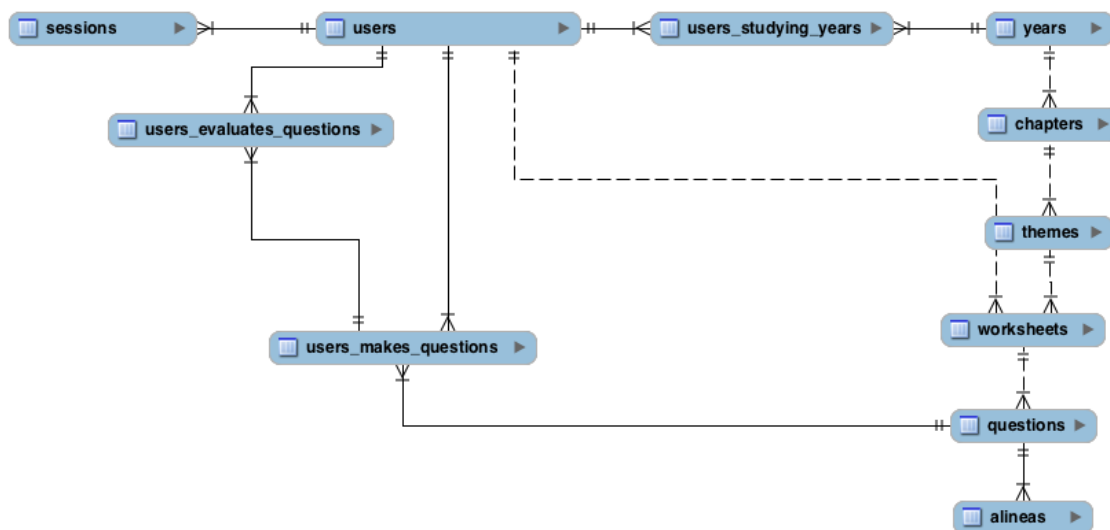 sessions
users
users_studying_years
years
users_evaluates_questions
chapters
themes
worksheets
users_makes_questions
questions
alineas